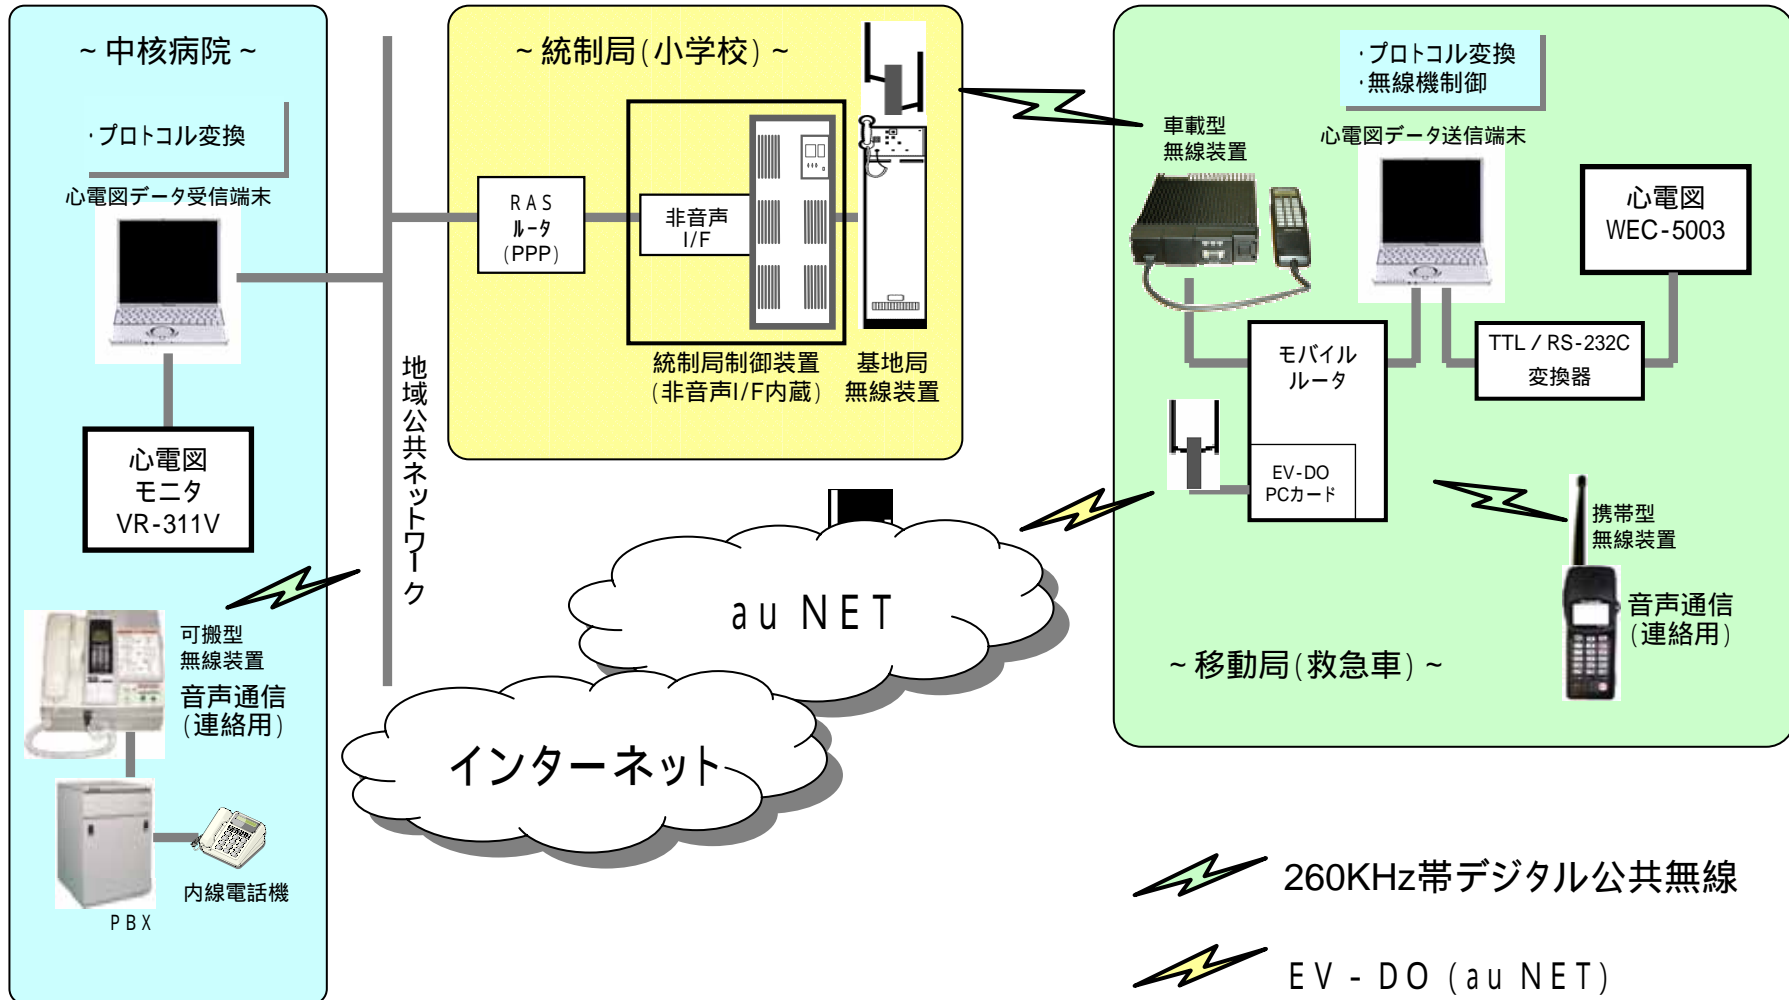 ~ 中核病院 ~
・プロトコル変換
心電図データ受信端末
心電図
モニタ
VR-311V
可搬型
無線装置
音声通信
(連絡用)
PBX
内線電話機
地域公共ネットワーク
~ 統制局(小学校) ~
RAS
ルータ
(PPP)
非音声
I/F
統制局制御装置
(非音声I/F内蔵)
基地局
無線装置
au NET
インターネット
・プロトコル変換
・無線機制御
車載型
無線装置
心電図データ送信端末
心電図
WEC-5003
モバイル
ルータ
TTL / RS-232C
変換器
EV-DO
PCカード
携帯型
無線装置
音声通信
(連絡用)
~ 移動局(救急車) ~
260KHz帯デジタル公共無線
EV - DO (au NET)